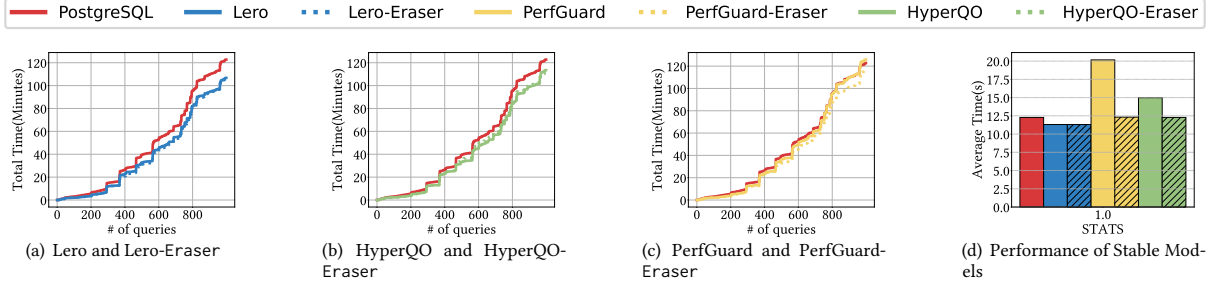 PostgreSQL Lero Lero-Eraser PerfGuard PerfGuard-Eraser HyperQO HyperQO-Eraser
Total Time(Minutes)
120
100
80
60
40
20
0
0 200 400 600 800
# of queries
(a) Lero and Lero-Eraser
Total Time(Minutes)
120
100
80
60
40
20
0
0 200 400 600 800
# of queries
(b) HyperQO and HyperQO-
Eraser
Total Time(Minutes)
120
100
80
60
40
20
0
0 200 400 600 800
# of queries
(c) PerfGuard and PerfGuard-
Eraser
Average Time(s)
20.0
17.5
15.0
12.5
10.0
7.5
5.0
2.5
0.0
1.0
STATS
(d) Performance of Stable Mod-
els